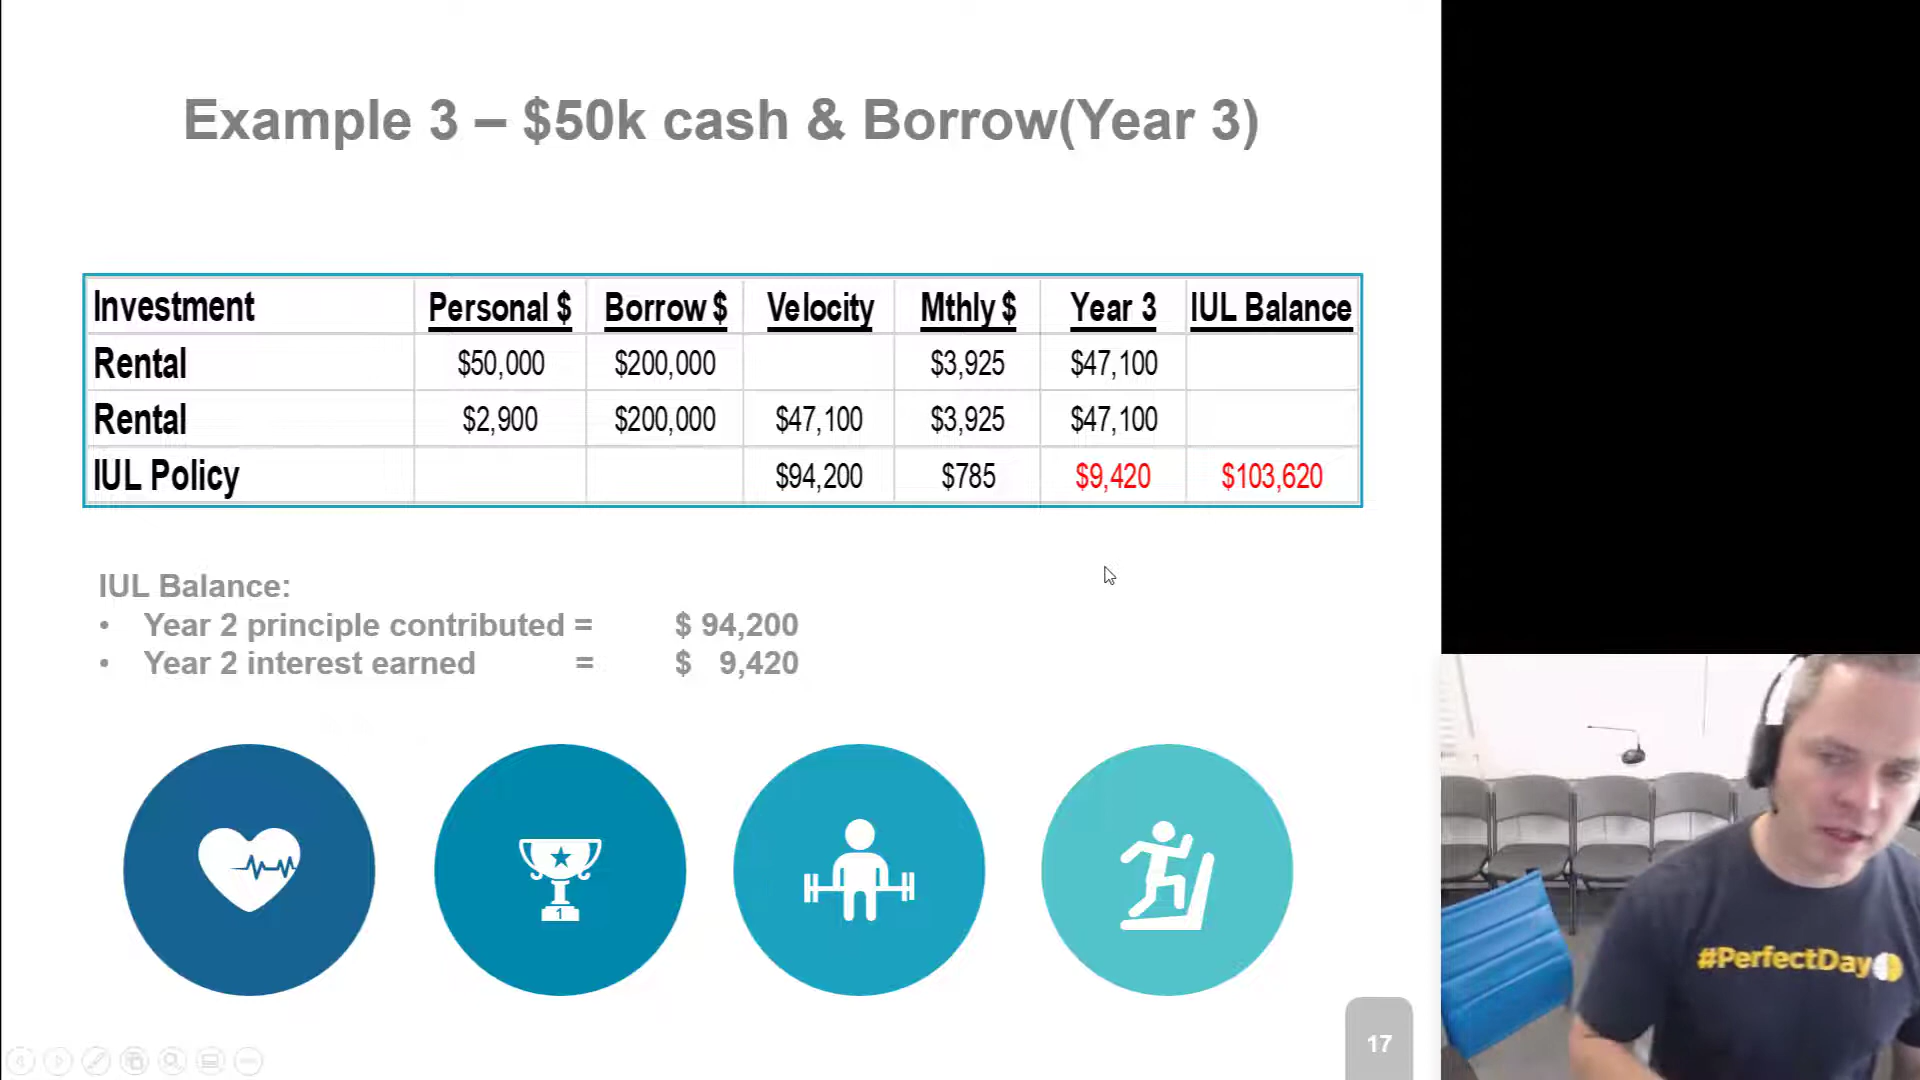 Example 3 – $50k cash & Borrow(Year 3)
Investment Personal $ Borrow $ Velocity Mthly $ Year 3 IUL Balance
Rental $50,000 $200,000 $3,925 $47,100
Rental $2,900 $200,000 $47,100 $3,925 $47,100
IUL Policy $94,200 $785 $9,420 $103,620
IUL Balance:
• Year 2 principle contributed = $ 94,200
• Year 2 interest earned = $ 9,420
1
#PerfectDay
17